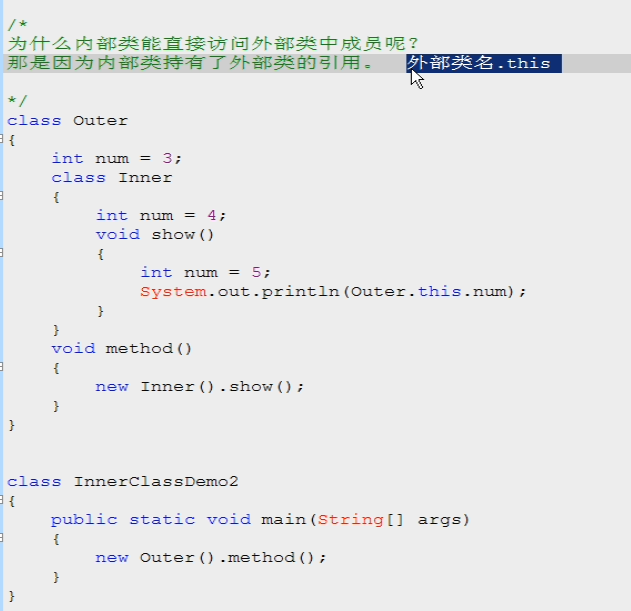 /*
为什么内部类能直接访问外部类中成员呢?
那是因为内部类持有了外部类的引用。 外部类名.this
*/
class Outer
{
int num = 3;
class Inner
{
int num = 4;
void show()
{
int num = 5;
System.out.println(Outer.this.num);
}
}
void method()
{
new Inner().show();
}
}
class InnerClassDemo2
{
public static void main(String[] args)
{
new Outer().method();
}
}